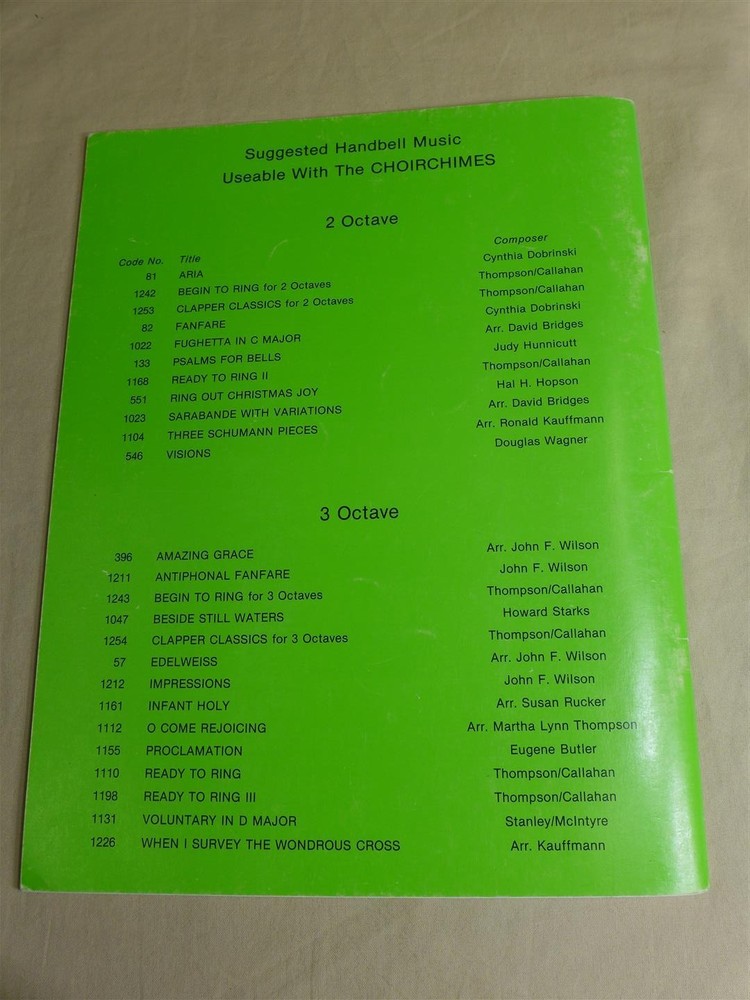 Suggested Handbell Music
Useable With The CHOIRCHIMES
2 Octave
Code No. Title Composer
81 ARIA Cynthia Dobrinski
1242 BEGIN TO RING for 2 Octaves Thompson/Callahan
1253 CLAPPER CLASSICS for 2 Octaves Thompson/Callahan
82 FANFARE Cynthia Dobrinski
1022 FUGHETTA IN C MAJOR Arr. David Bridges
133 PSALMS FOR BELLS Judy Hunnicutt
1168 READY TO RING II Thompson/Callahan
551 RING OUT CHRISTMAS JOY Hal H. Hopson
1023 SARABANDE WITH VARIATIONS Arr. David Bridges
1104 THREE SCHUMANN PIECES Arr. Ronald Kauffmann
546 VISIONS Douglas Wagner
3 Octave
396 AMAZING GRACE Arr. John F. Wilson
1211 ANTIPHONAL FANFARE John F. Wilson
1243 BEGIN TO RING for 3 Octaves Thompson/Callahan
1047 BESIDE STILL WATERS Howard Starks
1254 CLAPPER CLASSICS for 3 Octaves Thompson/Callahan
57 EDELWEISS Arr. John F. Wilson
1212 IMPRESSIONS John F. Wilson
1161 INFANT HOLY Arr. Susan Rucker
1112 O COME REJOICING Arr. Martha Lynn Thompson
1155 PROCLAMATION Eugene Butler
1110 READY TO RING Thompson/Callahan
1198 READY TO RING III Thompson/Callahan
1131 VOLUNTARY IN D MAJOR Stanley/McIntyre
1226 WHEN I SURVEY THE WONDROUS CROSS Arr. Kauffmann